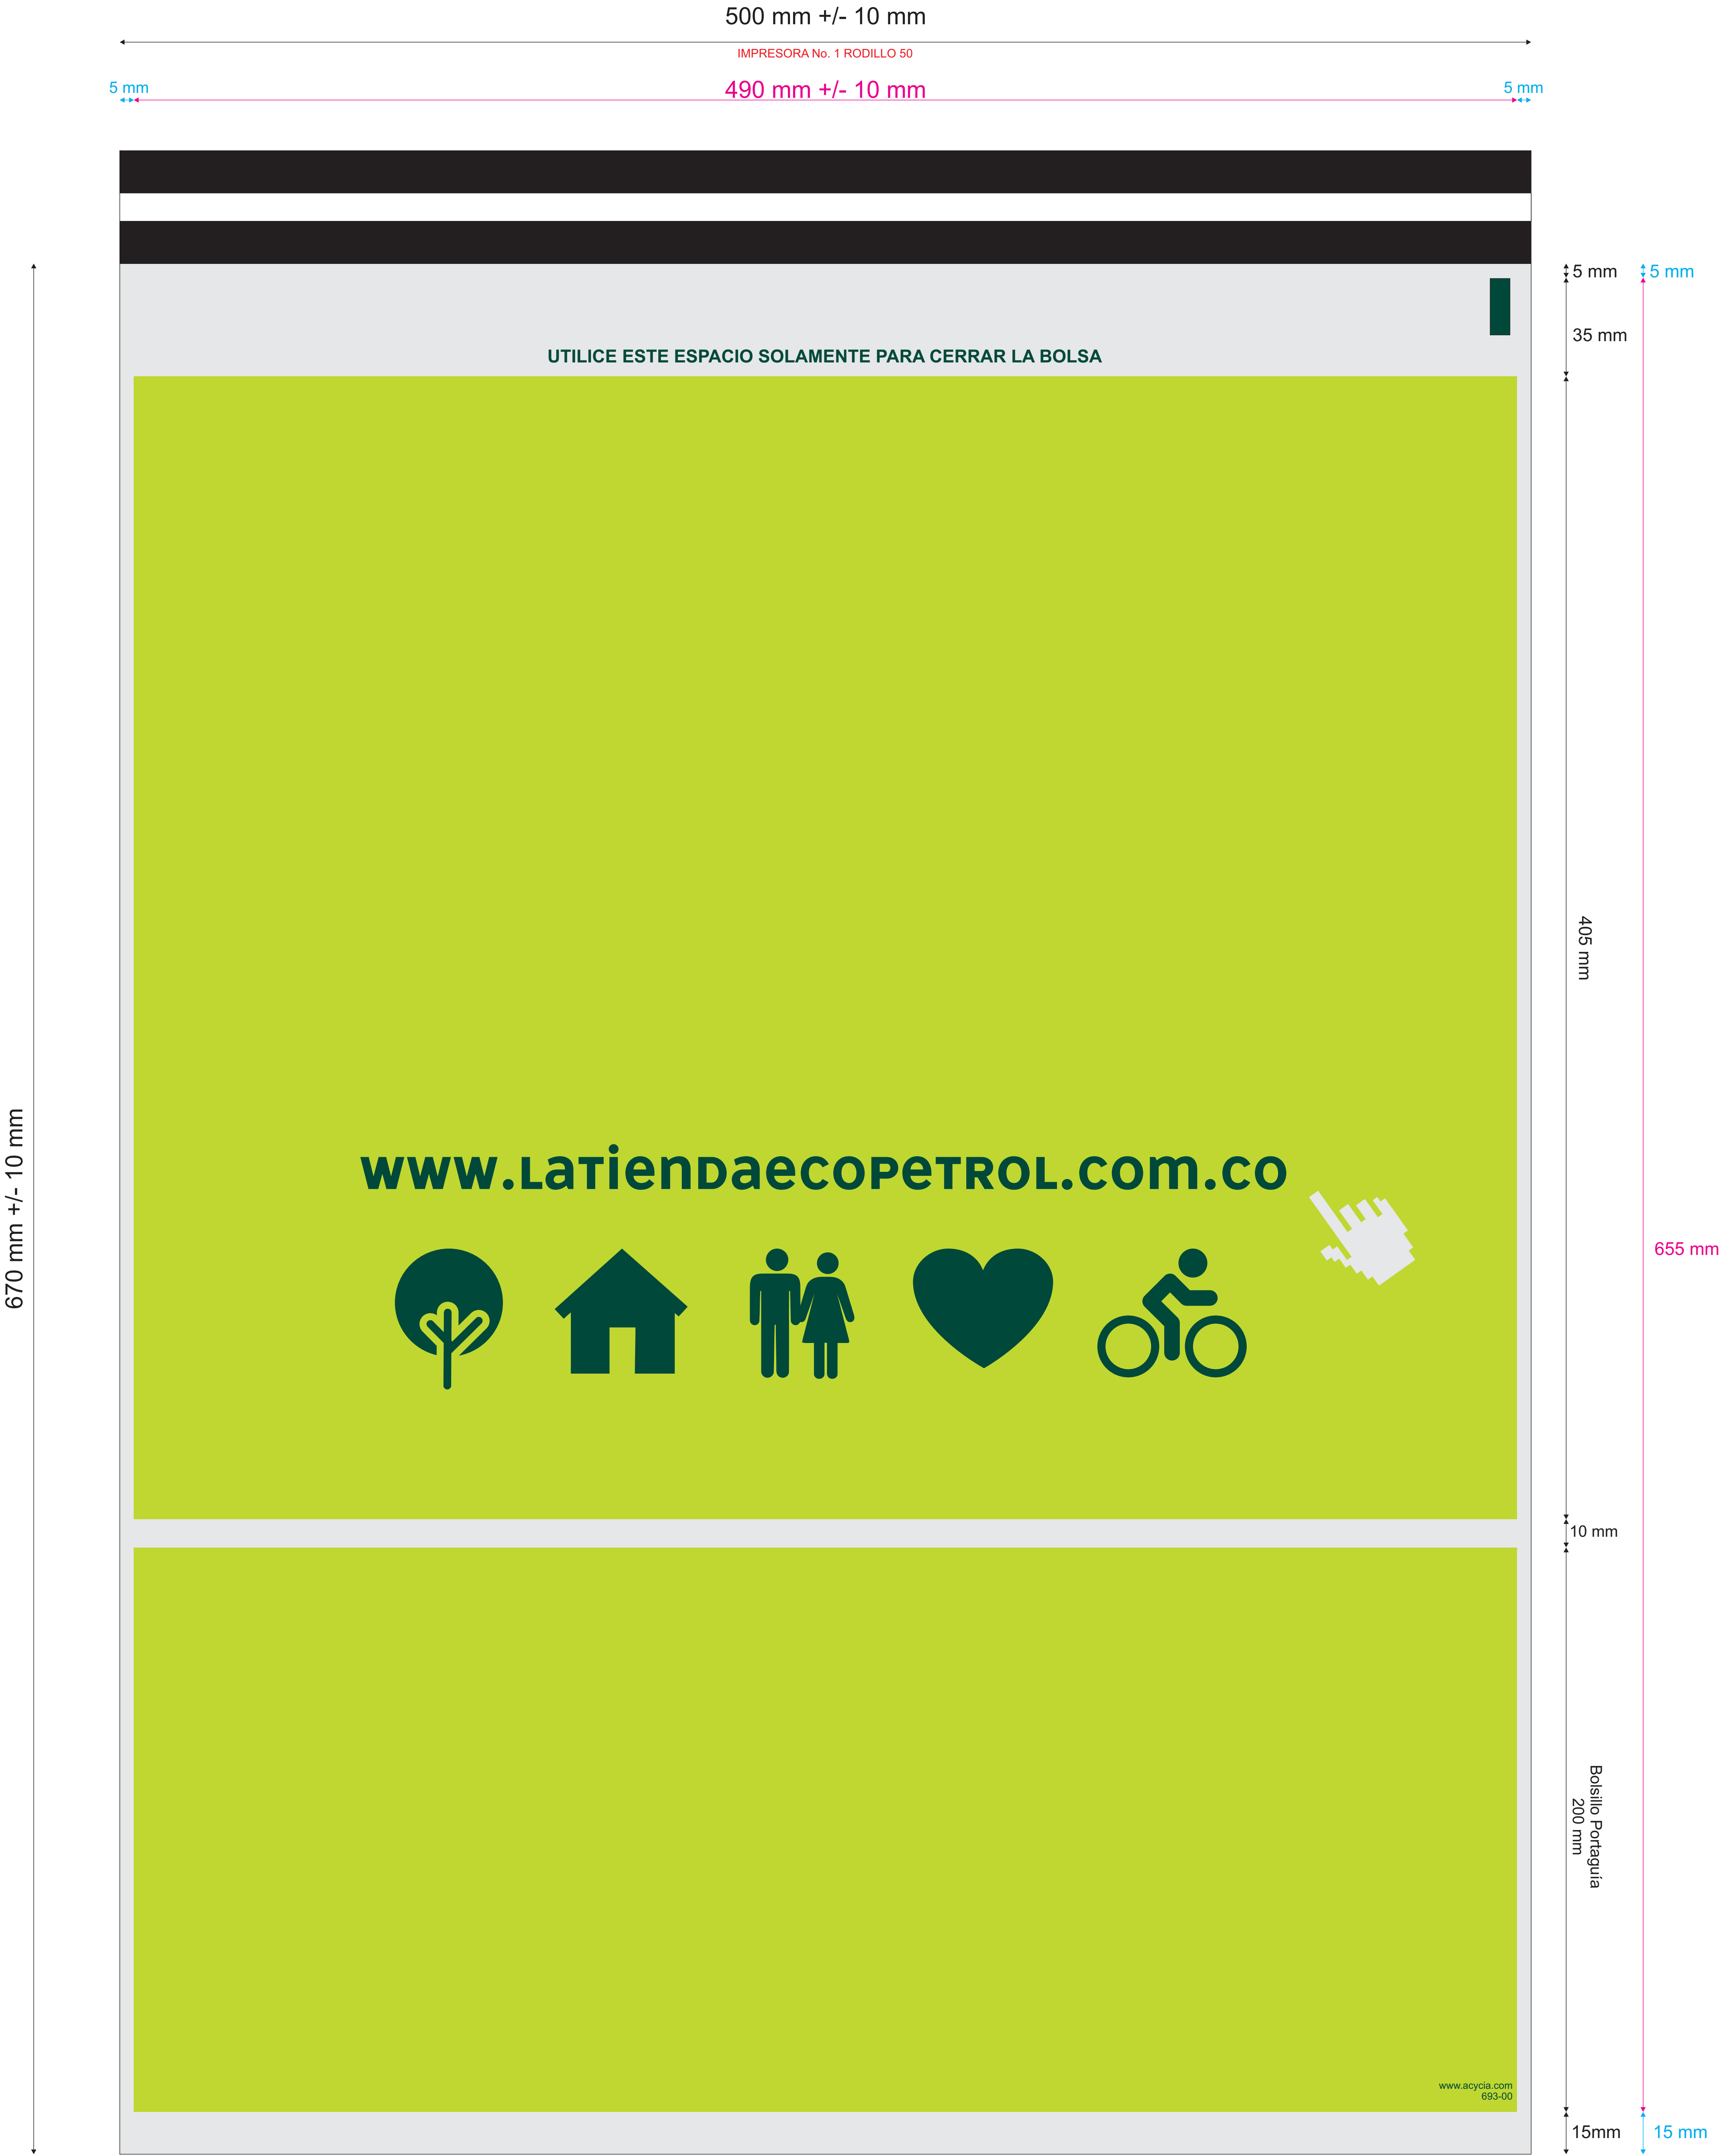 500 mm +/- 10 mm
IMPRESORA No. 1 RODILLO 50
5 mm
490 mm +/- 10 mm
5 mm
5 mm
5 mm
35 mm
UTILICE ESTE ESPACIO SOLAMENTE PARA CERRAR LA BOLSA
405 mm
670 mm +/- 10 mm
www.LaTienDaecoPeTROL.com.co
655 mm
10 mm
Bolsillo Portaguía
200 mm
www.acycia.com
693-00
15mm
15 mm